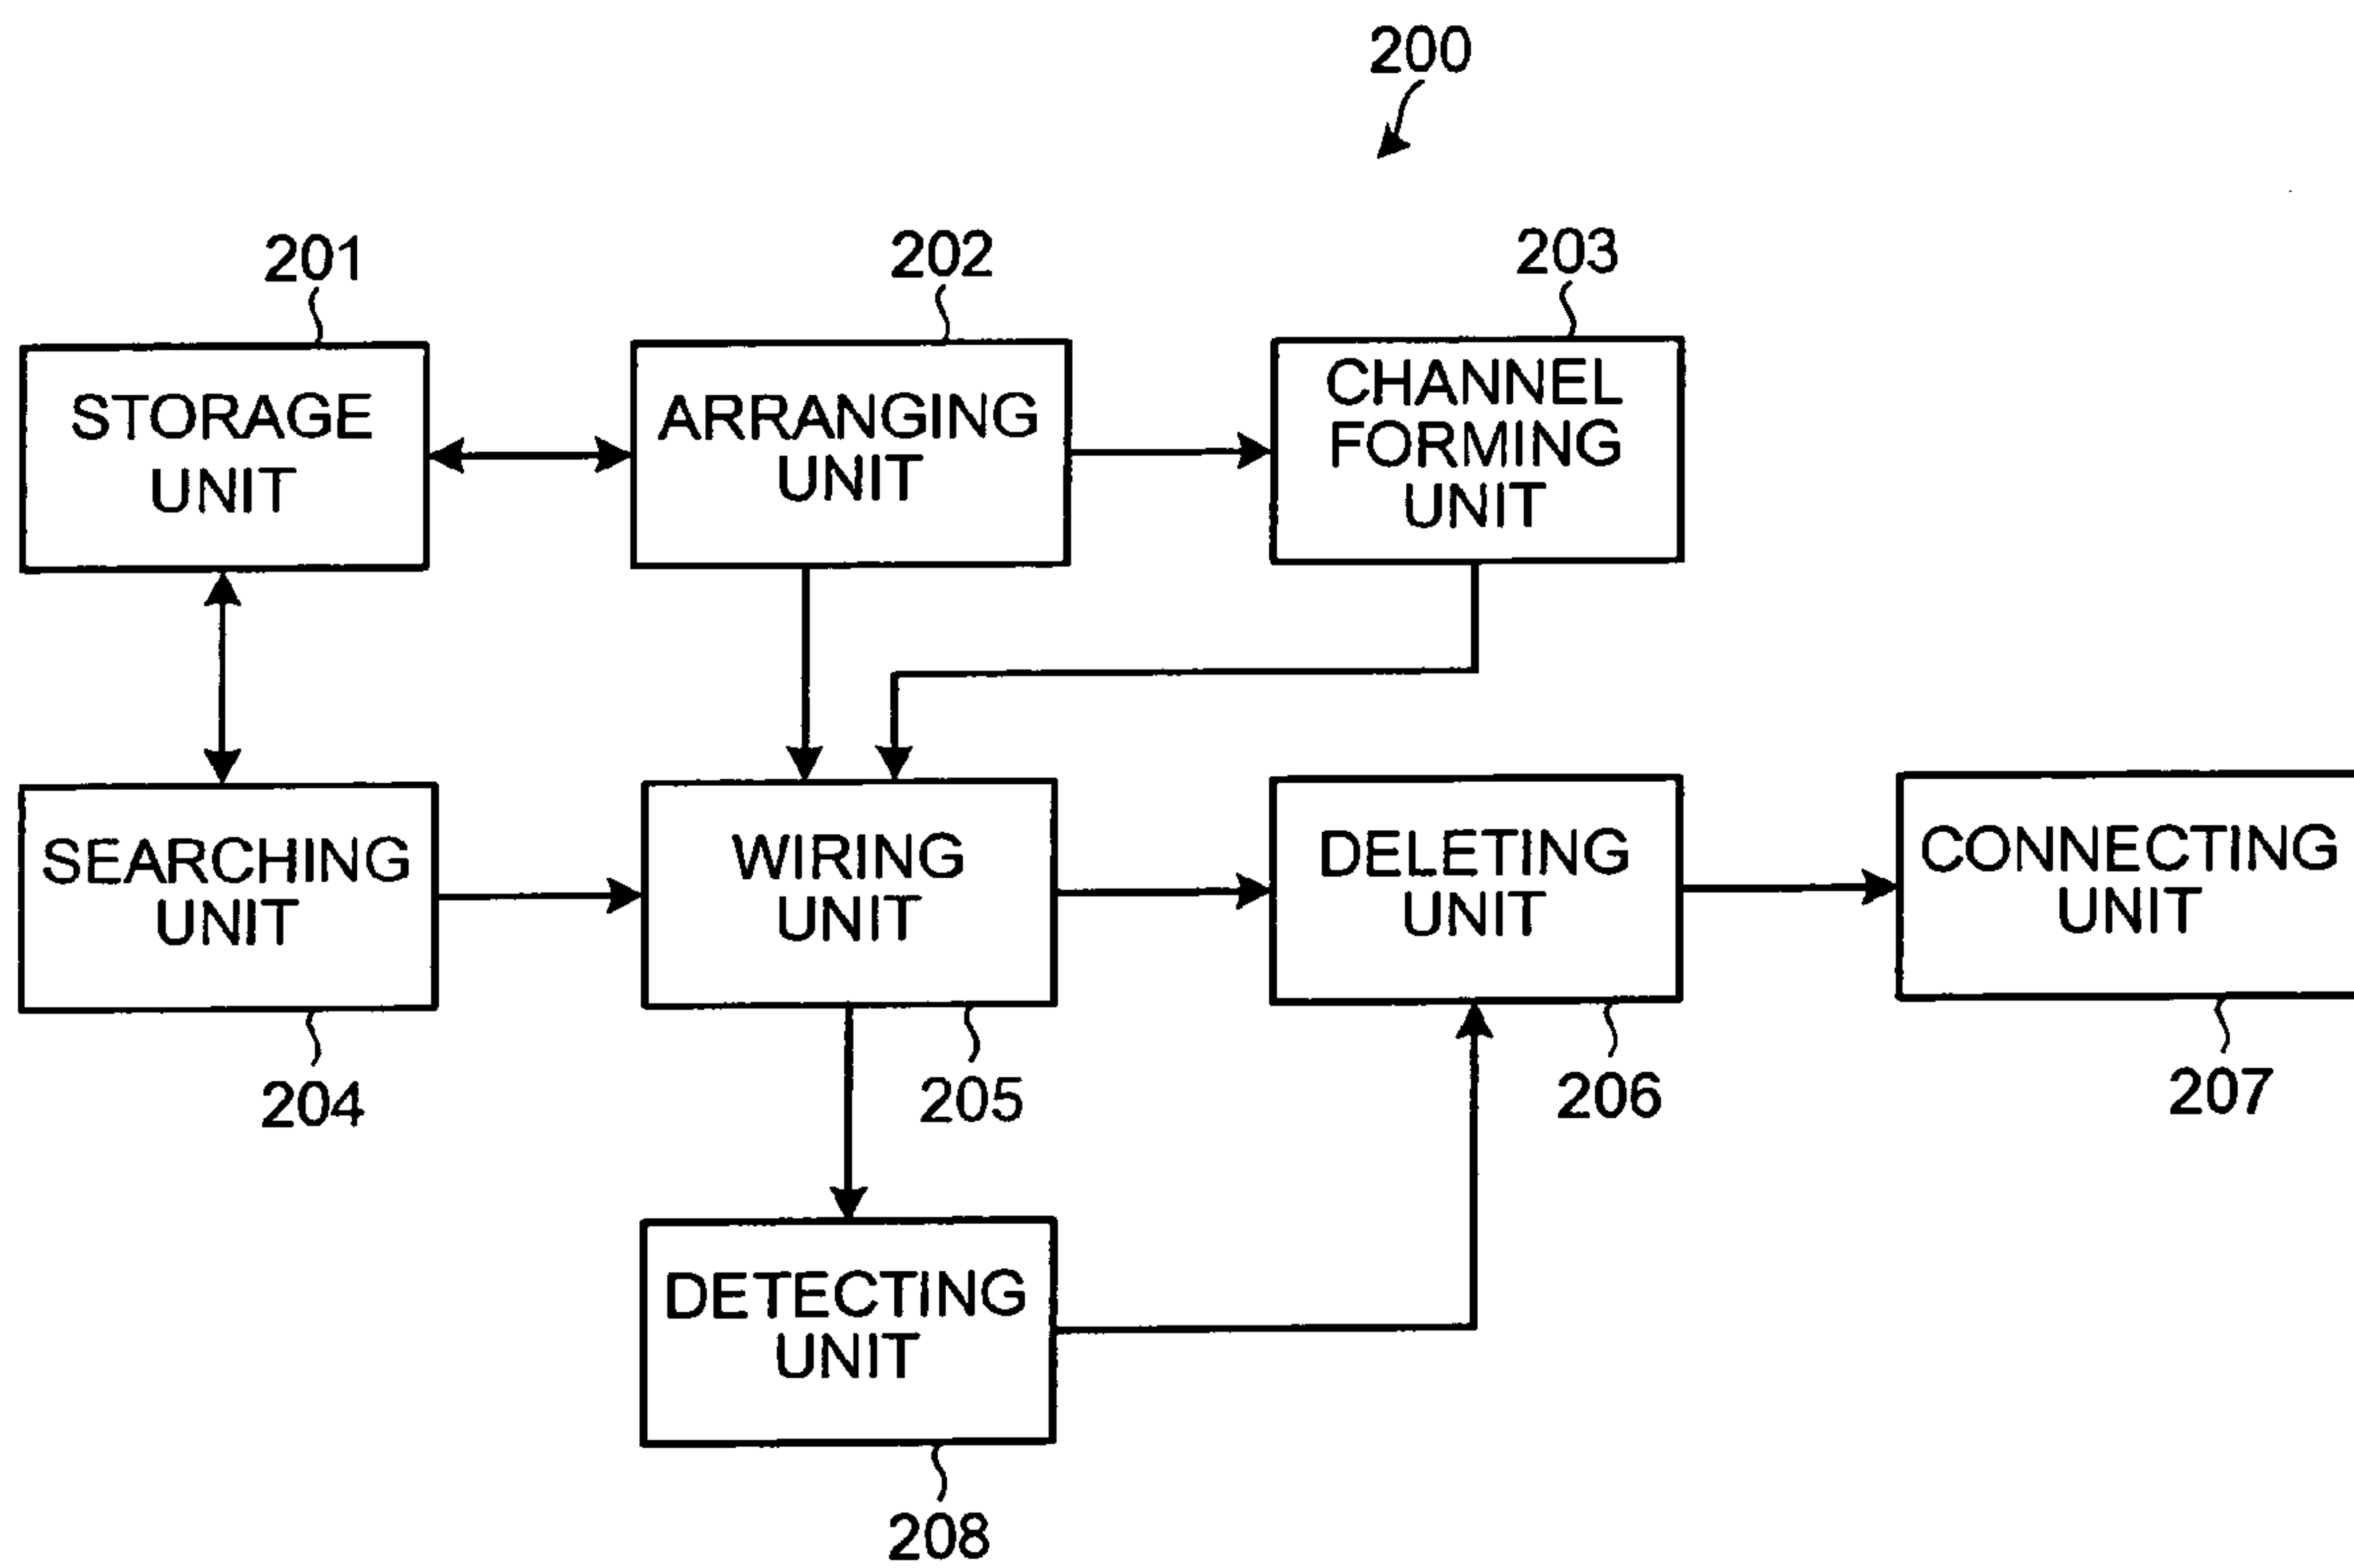 200
201
202
203
STORAGE
UNIT
ARRANGING
UNIT
CHANNEL
FORMING
UNIT
SEARCHING
UNIT
WIRING
UNIT
DELETING
UNIT
CONNECTING
UNIT
204
205
206
207
DETECTING
UNIT
208